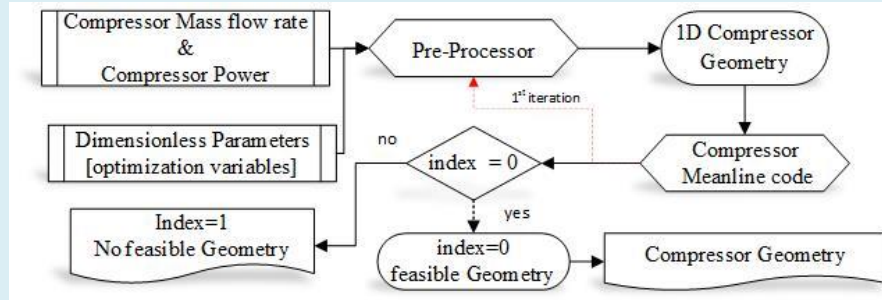 Compressor Mass flow rate
&
Compressor Power
Pre-Processor
1D Compressor
Geometry
1st iteration
Dimensionless Parameters
[optimization variables]
no
index = 0
Compressor
Meanline code
yes
Index=1
No feasible Geometry
index=0
feasible Geometry
Compressor Geometry